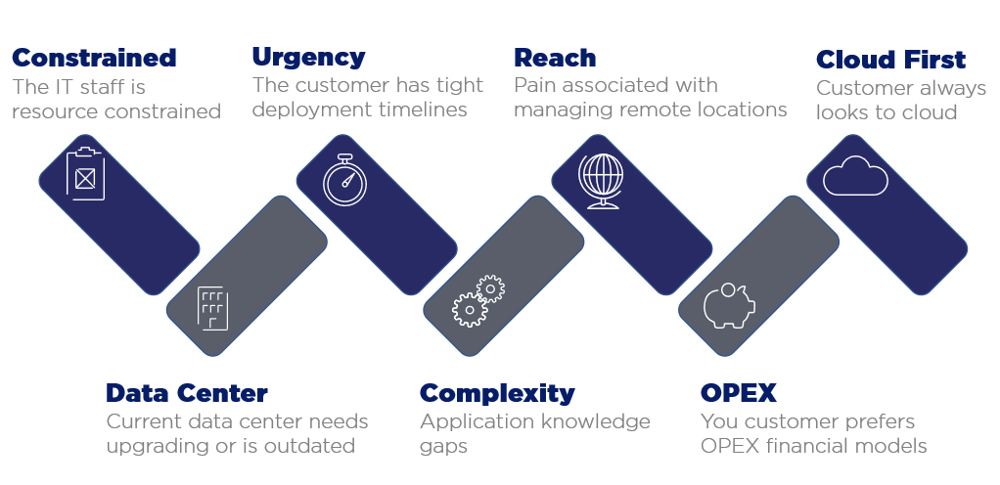 Constrained
The IT staff is
resource constrained
Urgency
The customer has tight
deployment timelines
Reach
Pain associated with
managing remote locations
Cloud First
Customer always
looks to cloud
Data Center
Current data center needs
upgrading or is outdated
Complexity
Application knowledge
gaps
OPEX
You customer prefers
OPEX financial models